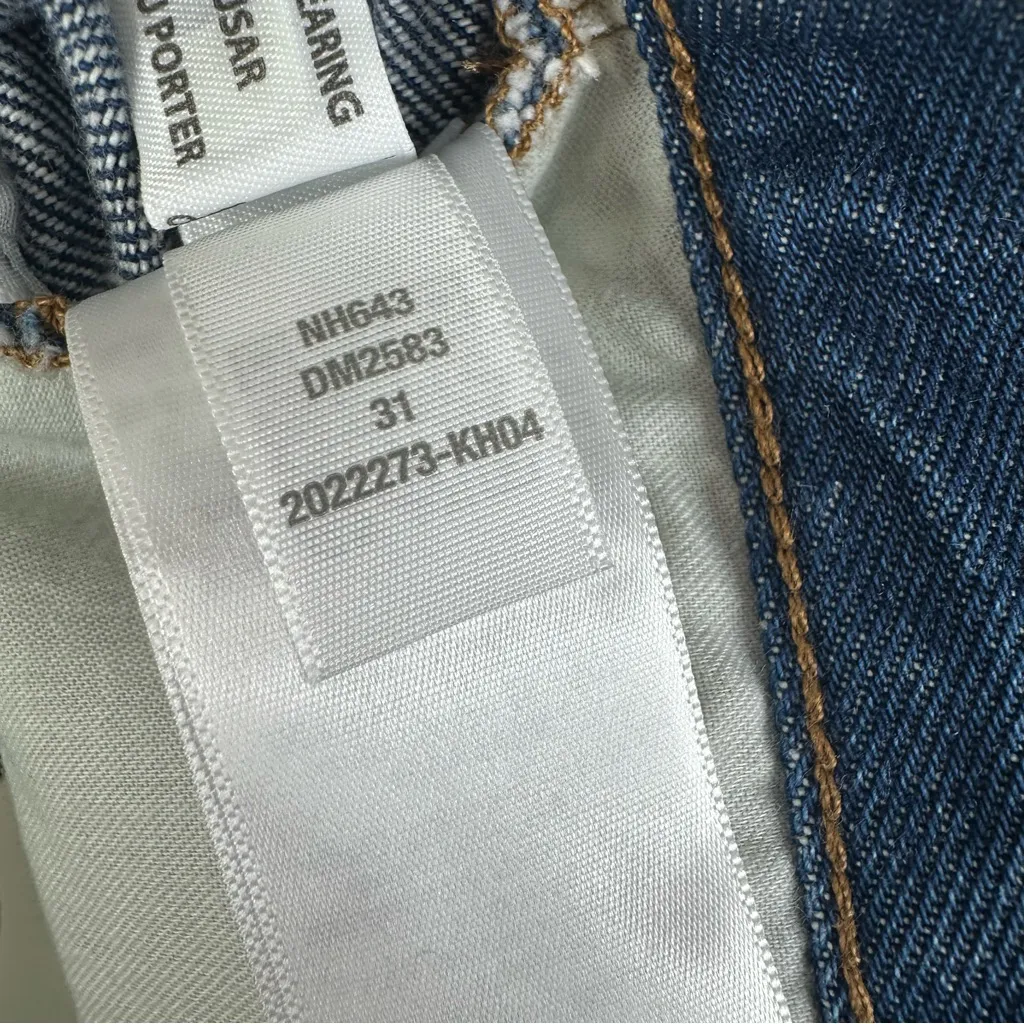 EARING
USAR
PORTER
NH643
DM2583
31
2022273-KH04